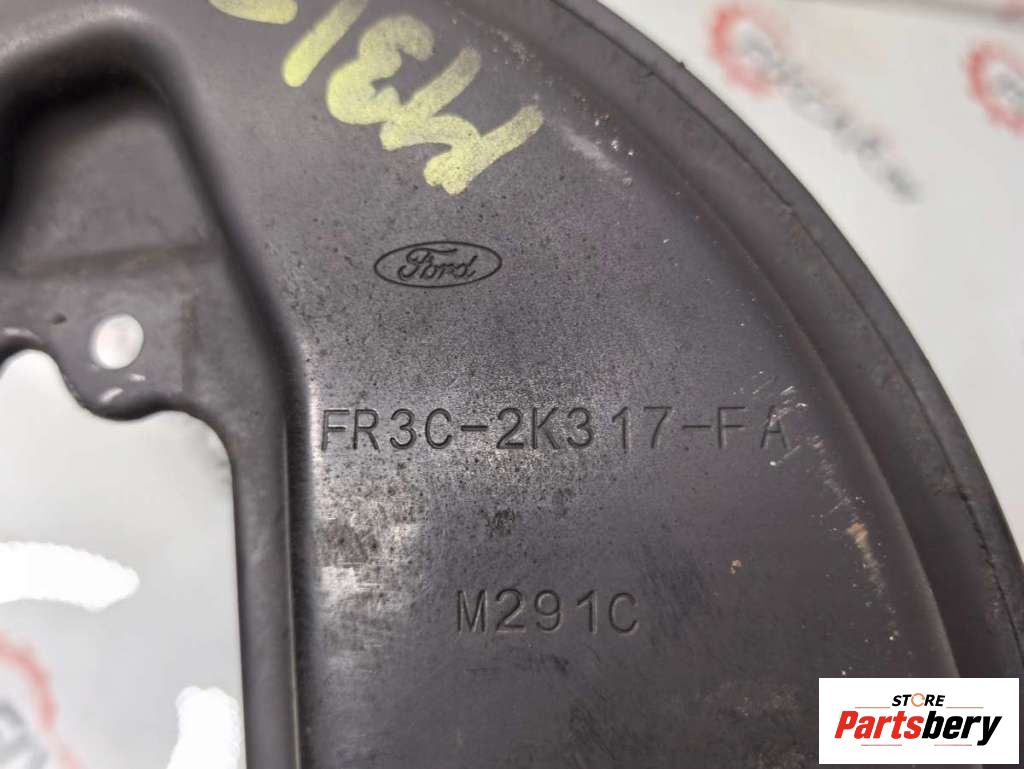 Ford
FR3C-2K317-FA
M291C
STORE
Partsbery